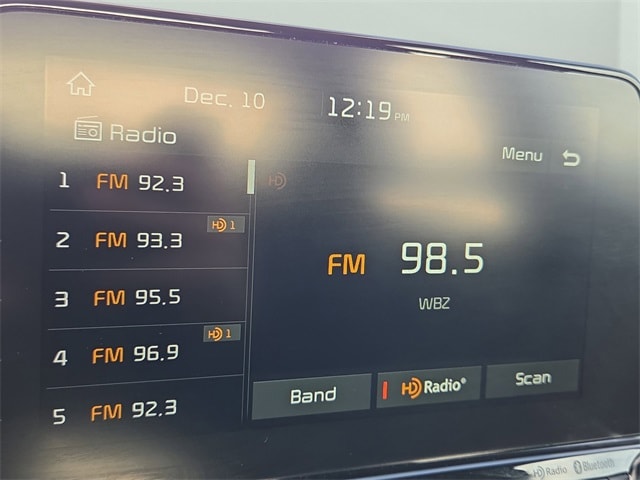 Dec. 10 12:19 PM
Radio
Menu
1 FM 92.3
HD 1
2 FM 93.3
3 FM 95.5
HD 1
4 FM 96.9
5 FM 92.3
HD
FM 98.5
WBZ
Band HD Radio® Scan
HD Radio Bluetooth